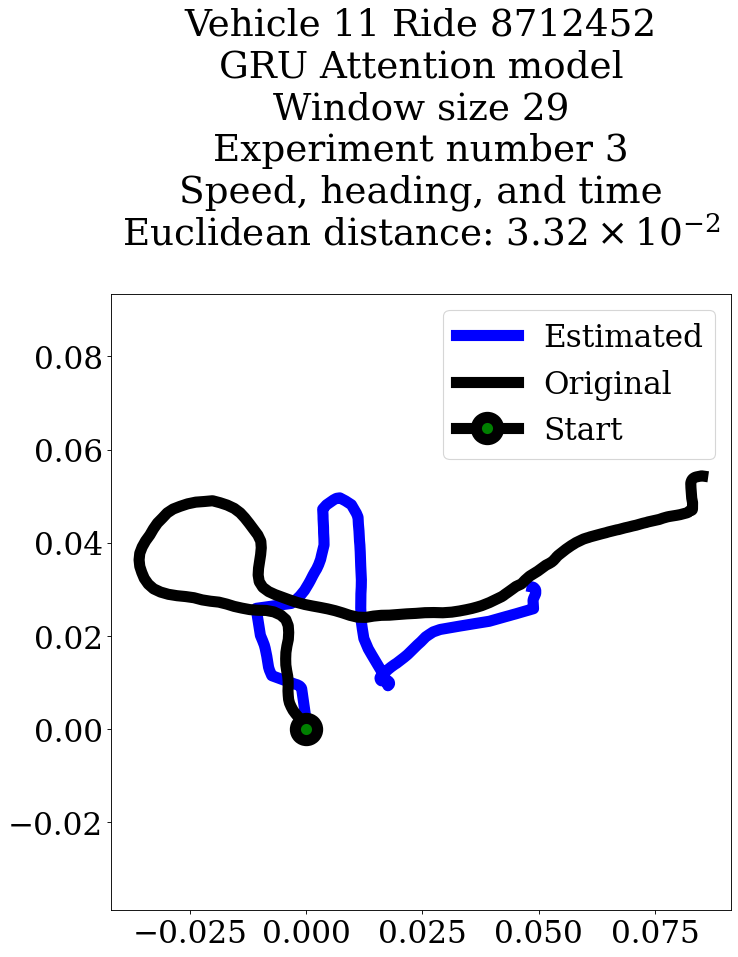 Vehicle 11 Ride 8712452
GRU Attention model
Window size 29
Experiment number 3
Speed, heading, and time
Euclidean distance: 3.32 × 10⁻²
Estimated
Original
Start
0.08
0.06
0.04
0.02
0.00
−0.02
−0.025 0.000 0.025 0.050 0.075